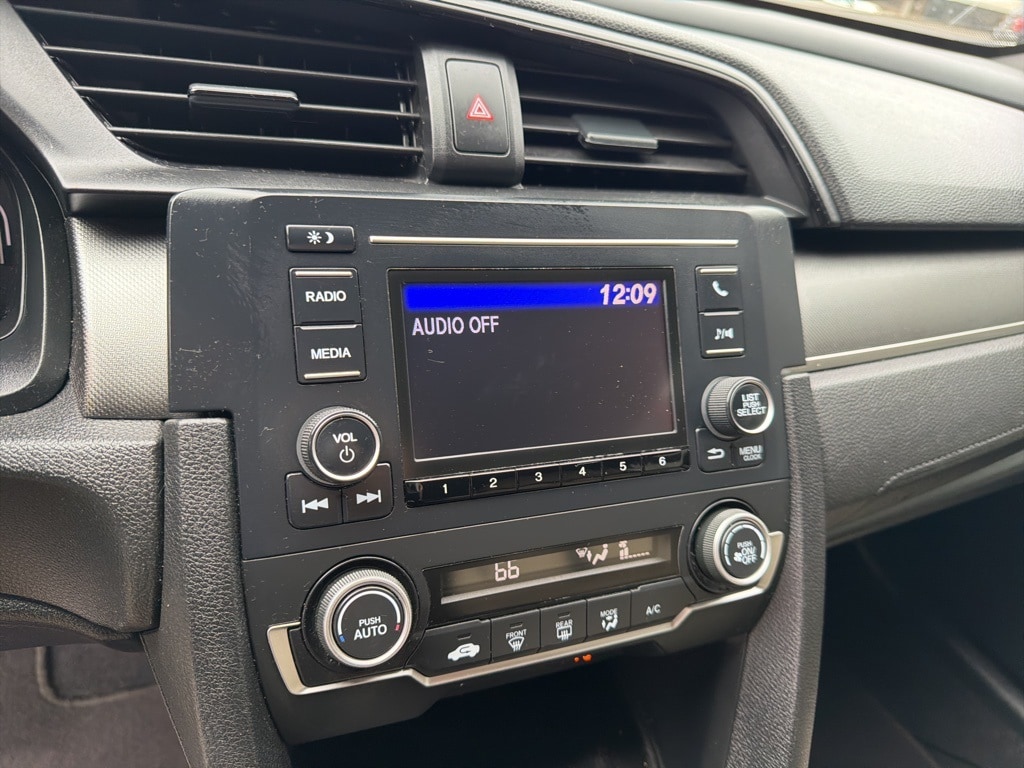 RADIO
MEDIA
12:09
AUDIO OFF
VOL
LIST
PUSH
SELECT
MENU
CLOCK
1 2 3 4 5 6
66
PUSH
AUTO
FRONT
REAR
MODE
A/C
PUSH
ON/
OFF